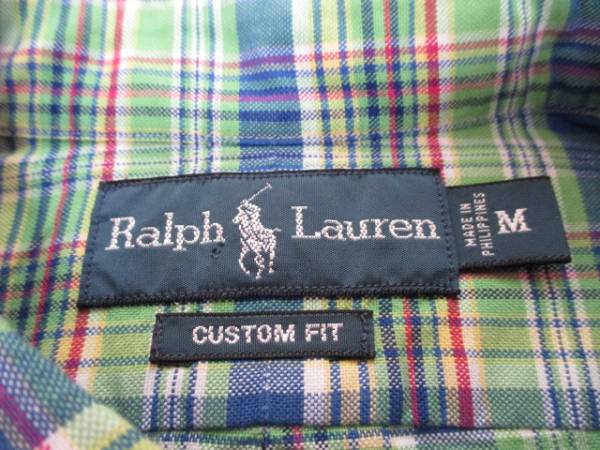 Ralph Lauren
MADE IN
PHILIPPINES
M
CUSTOM FIT